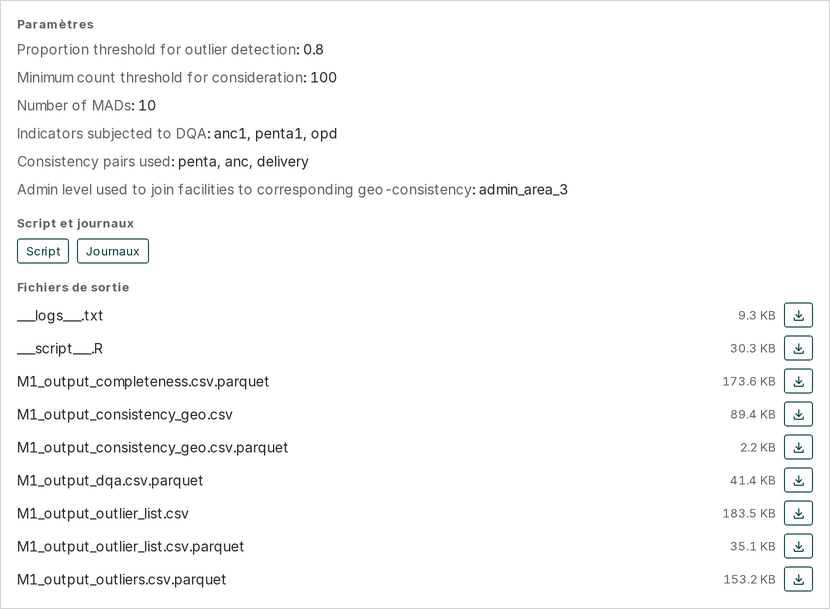 Paramètres
Proportion threshold for outlier detection: 0.8
Minimum count threshold for consideration: 100
Number of MADs: 10
Indicators subjected to DQA: anc1, penta1, opd
Consistency pairs used: penta, anc, delivery
Admin level used to join facilities to corresponding geo-consistency: admin_area_3
Script et journaux
Script Journaux
Fichiers de sortie
___logs___.txt 9.3 KB
___script___.R 30.3 KB
M1_output_completeness.csv.parquet 173.6 KB
M1_output_consistency_geo.csv 89.4 KB
M1_output_consistency_geo.csv.parquet 2.2 KB
M1_output_dqa.csv.parquet 41.4 KB
M1_output_outlier_list.csv 183.5 KB
M1_output_outlier_list.csv.parquet 35.1 KB
M1_output_outliers.csv.parquet 153.2 KB